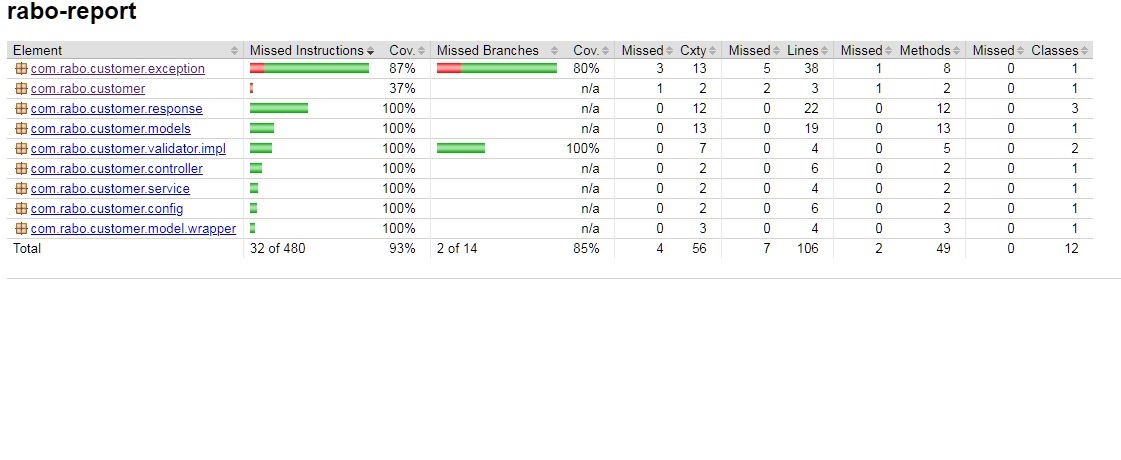 rabo-report
Element Missed Instructions Cov. Missed Branches Cov. Missed Cxty Missed Lines Missed Methods Missed Classes
com.rabo.customer.exception 87% 80% 3 13 5 38 1 8 0 1
com.rabo.customer 37% n/a 1 2 2 3 1 2 0 1
com.rabo.customer.response 100% n/a 0 12 0 22 0 12 0 3
com.rabo.customer.models 100% n/a 0 13 0 19 0 13 0 1
com.rabo.customer.validator.impl 100% 100% 0 7 0 4 0 5 0 2
com.rabo.customer.controller 100% n/a 0 2 0 6 0 2 0 1
com.rabo.customer.service 100% n/a 0 2 0 4 0 2 0 1
com.rabo.customer.config 100% n/a 0 2 0 6 0 2 0 1
com.rabo.customer.model.wrapper 100% n/a 0 3 0 4 0 3 0 1
Total 32 of 480 93% 2 of 14 85% 4 56 7 106 2 49 0 12